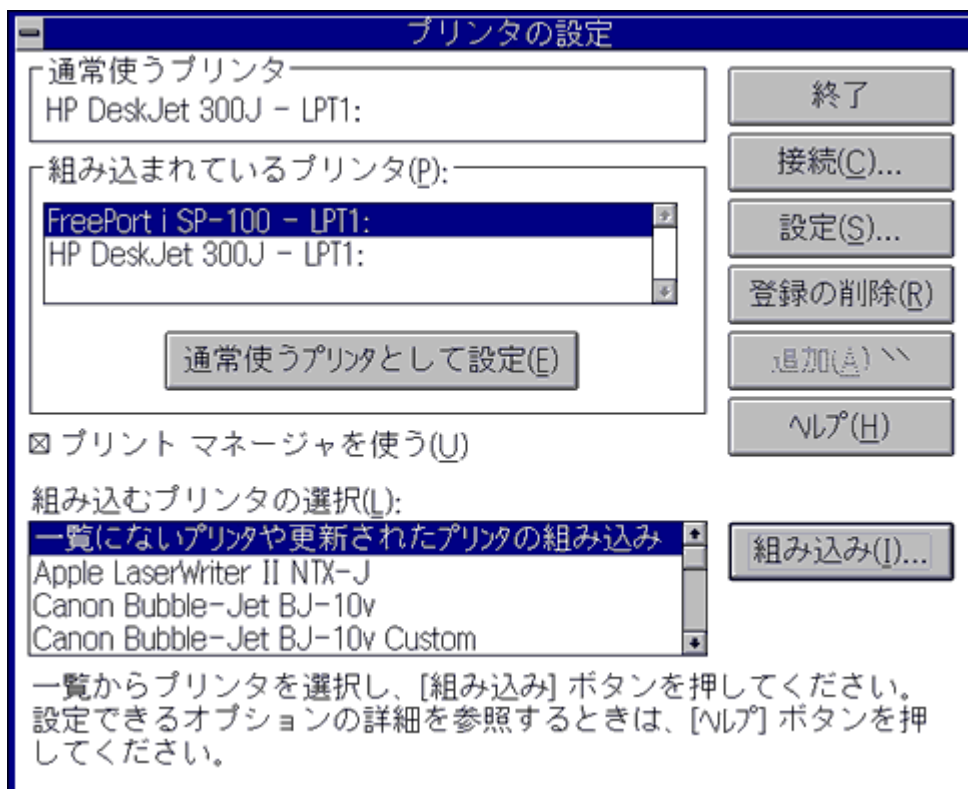 プリンタの設定
通常使うプリンタ
HP DeskJet 300J - LPT1:
組み込まれているプリンタ(P):
FreePort i SP-100 - LPT1:
HP DeskJet 300J - LPT1:
通常使うプリンタとして設定(E)
プリント マネージャを使う(U)
組み込むプリンタの選択(L):
一覧にないプリンタや更新されたプリンタの組み込み
Apple LaserWriter II NTX-J
Canon Bubble-Jet BJ-10v
Canon Bubble-Jet BJ-10v Custom
終了
接続(C)...
設定(S)...
登録の削除(R)
追加(A)
ヘルプ(H)
組み込み(I)...
一覧からプリンタを選択し、[組み込み] ボタンを押してください。
設定できるオプションの詳細を参照するときは、[ヘルプ] ボタンを押
してください。